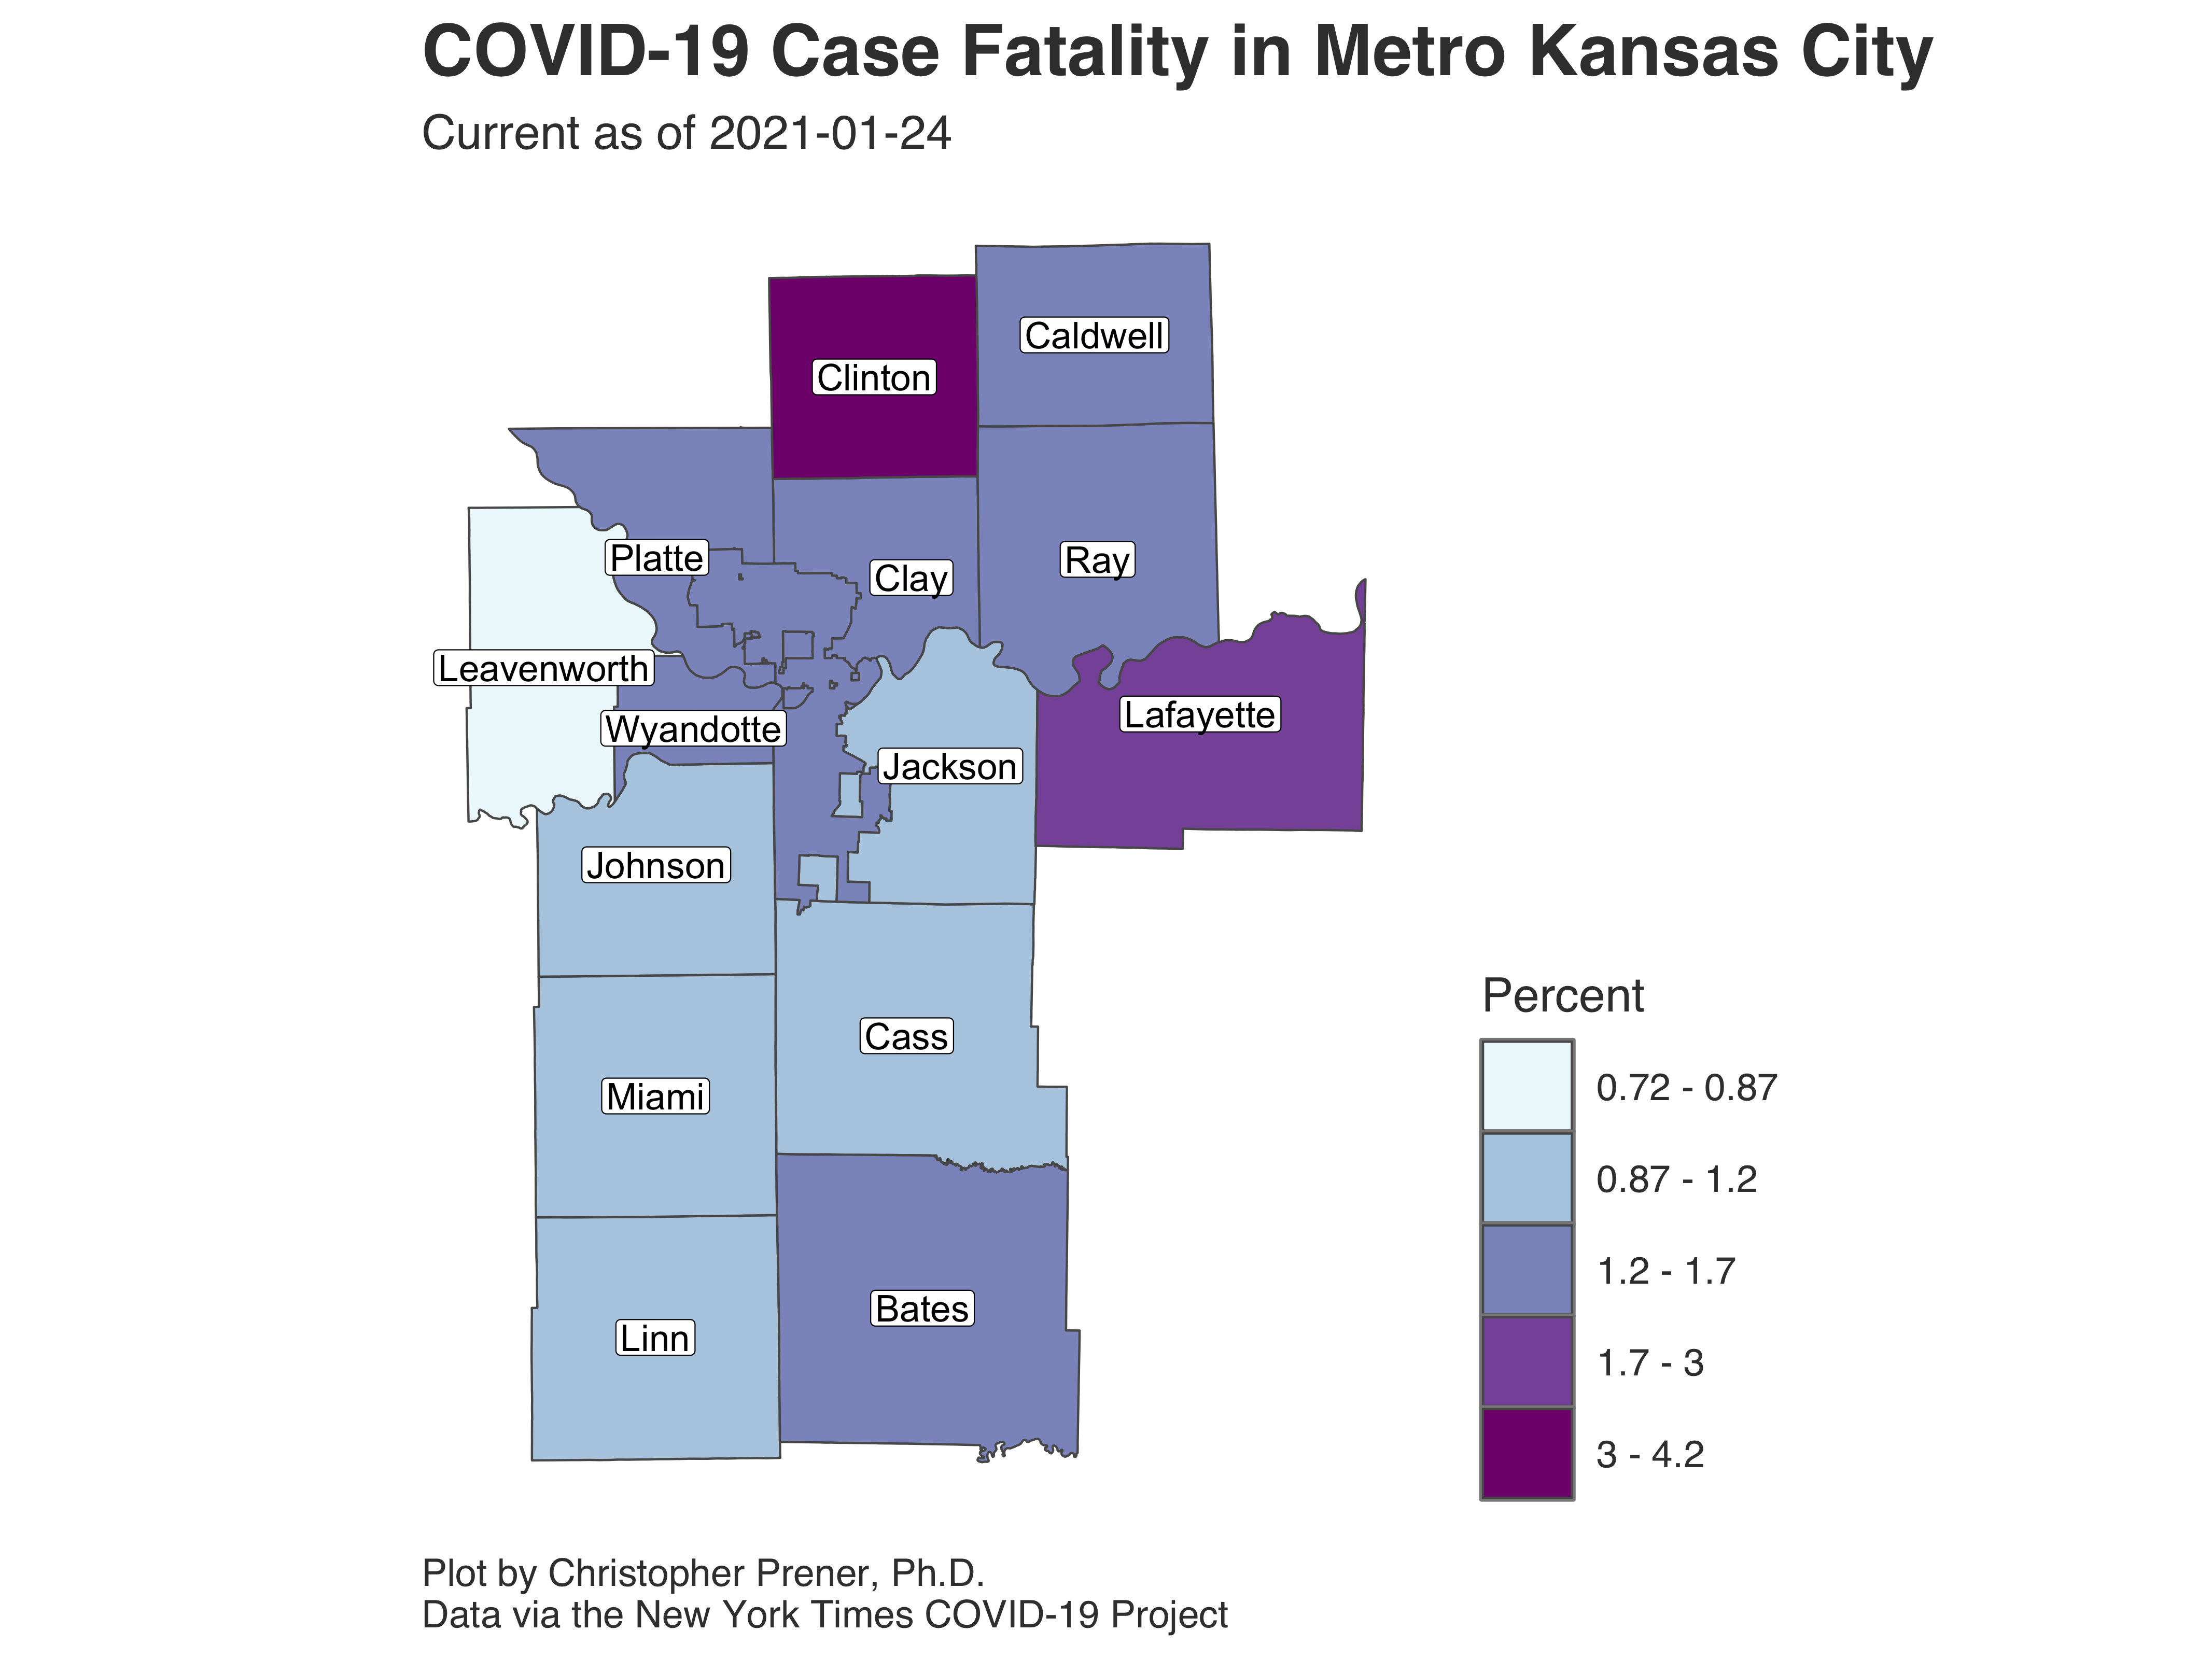 COVID-19 Case Fatality in Metro Kansas City
Current as of 2021-01-24
Caldwell
Clinton
Platte
Clay
Ray
Leavenworth
Wyandotte
Lafayette
Jackson
Johnson
Cass
Miami
Bates
Linn
Percent
0.72 - 0.87
0.87 - 1.2
1.2 - 1.7
1.7 - 3
3 - 4.2
Plot by Christopher Prener, Ph.D.
Data via the New York Times COVID-19 Project